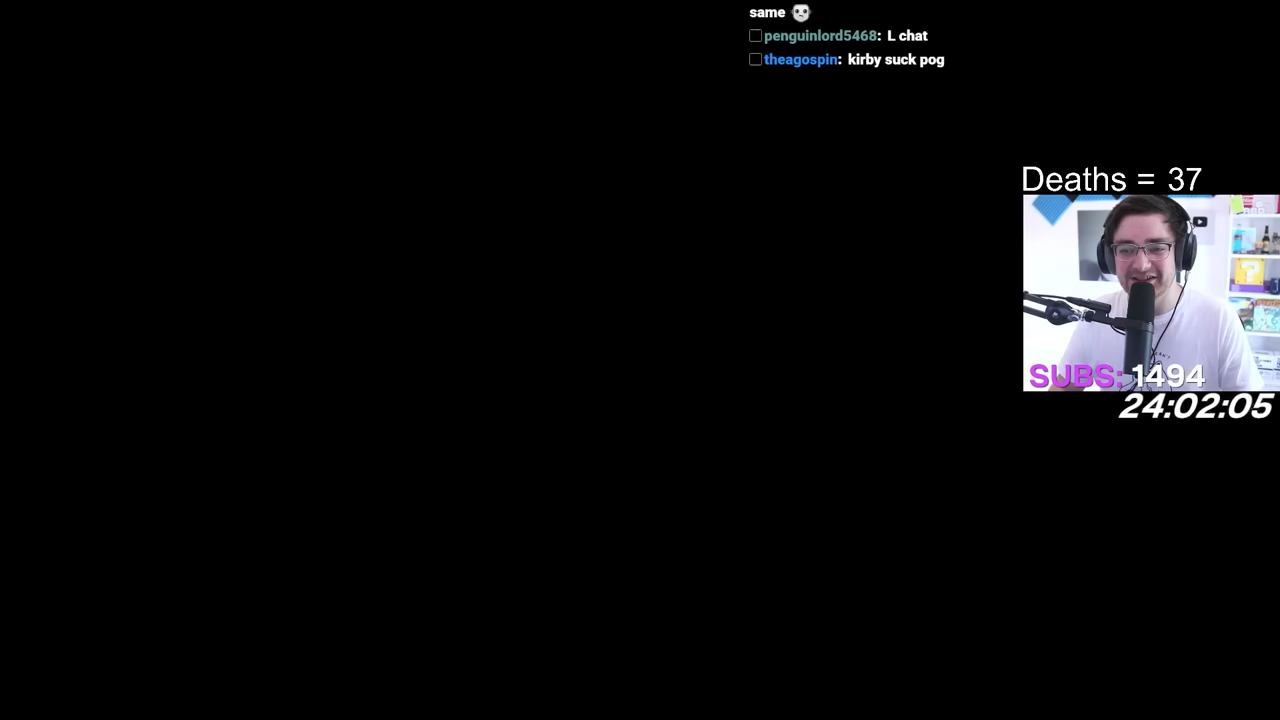 same
penguinlord5468: L chat
theagospin: kirby suck pog
Deaths = 37
SUBS: 1494
24:02:05